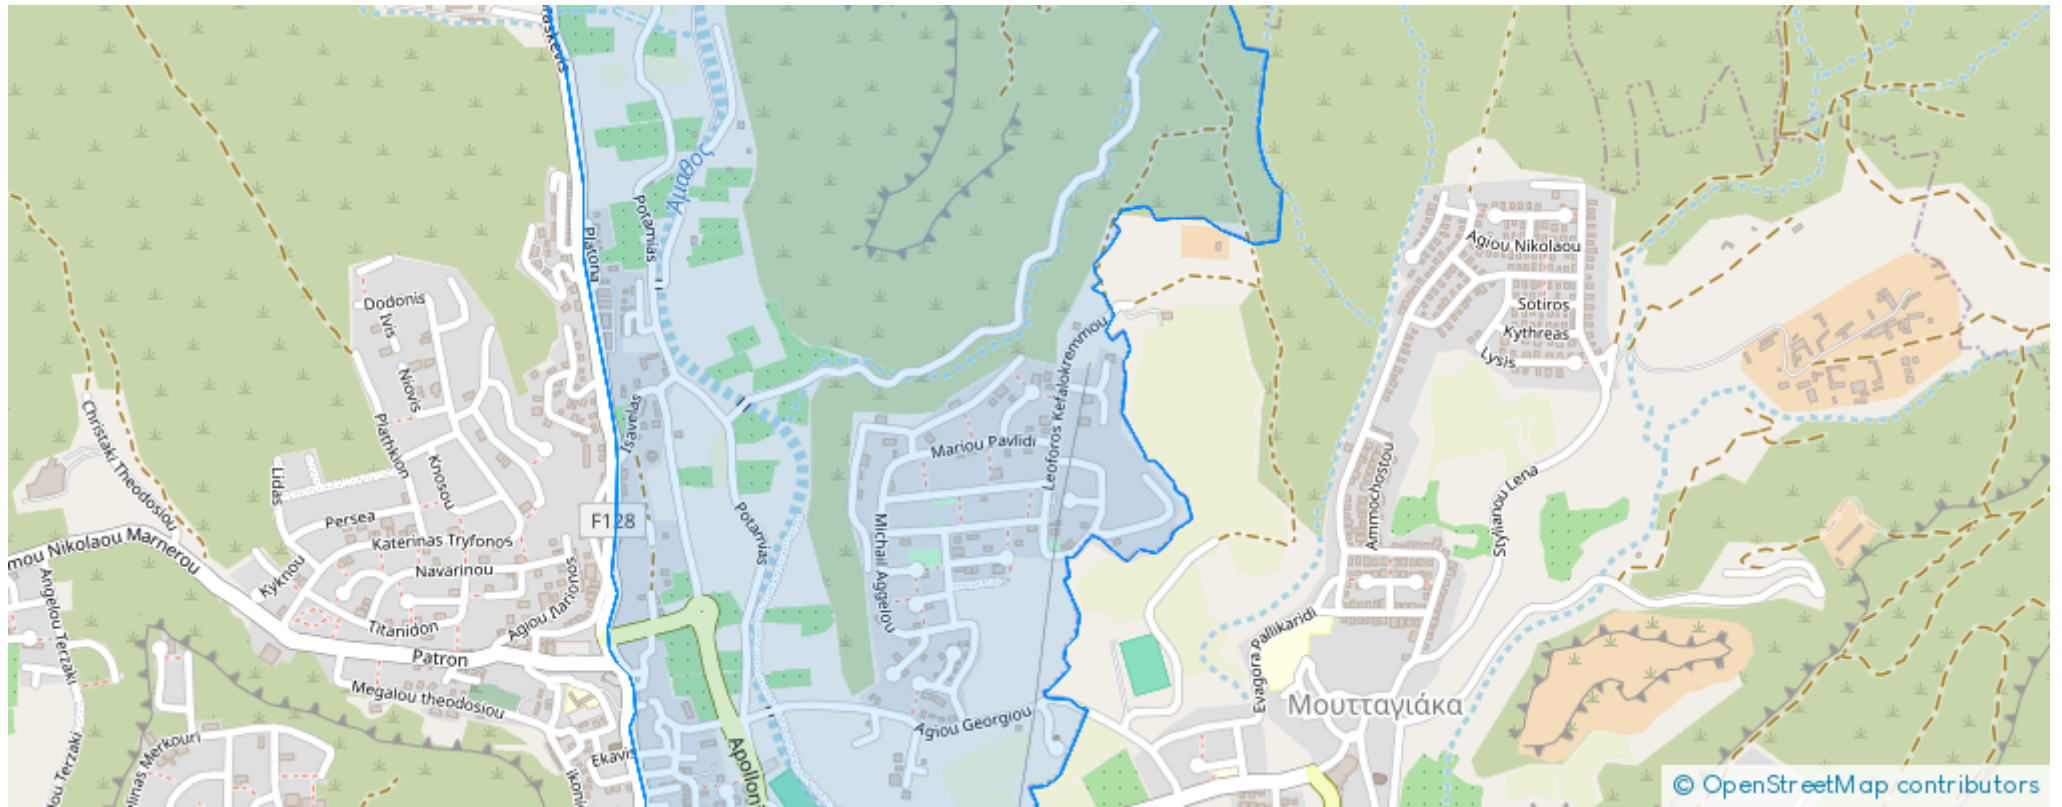 Αμαθος
Potamias
Platona
Agiou Nikolaou
Sotiros
Kythreas
Lysis
Dodonis
Ivis
Niovis
Plathkion
Knosou
Lidas
Persea
Christaki Theodosiou
Isavelas
Leoforos Kefalokremmou
Mariou Pavlidi
Michail Aggelou
Ammochostou
Stylianou Lena
F128
Katerinas Tryfonos
Navarinou
Kyknou
Titanidon
Agiou Ilarionos
Patron
Megalou theodosiou
mou Nikolaou Marnerou
Angelou Terzaki
Potamias
Evagora Pallikaridi
Μουτταγιάκα
Agiou Georgiou
Ekavis
Apollon
© OpenStreetMap contributors